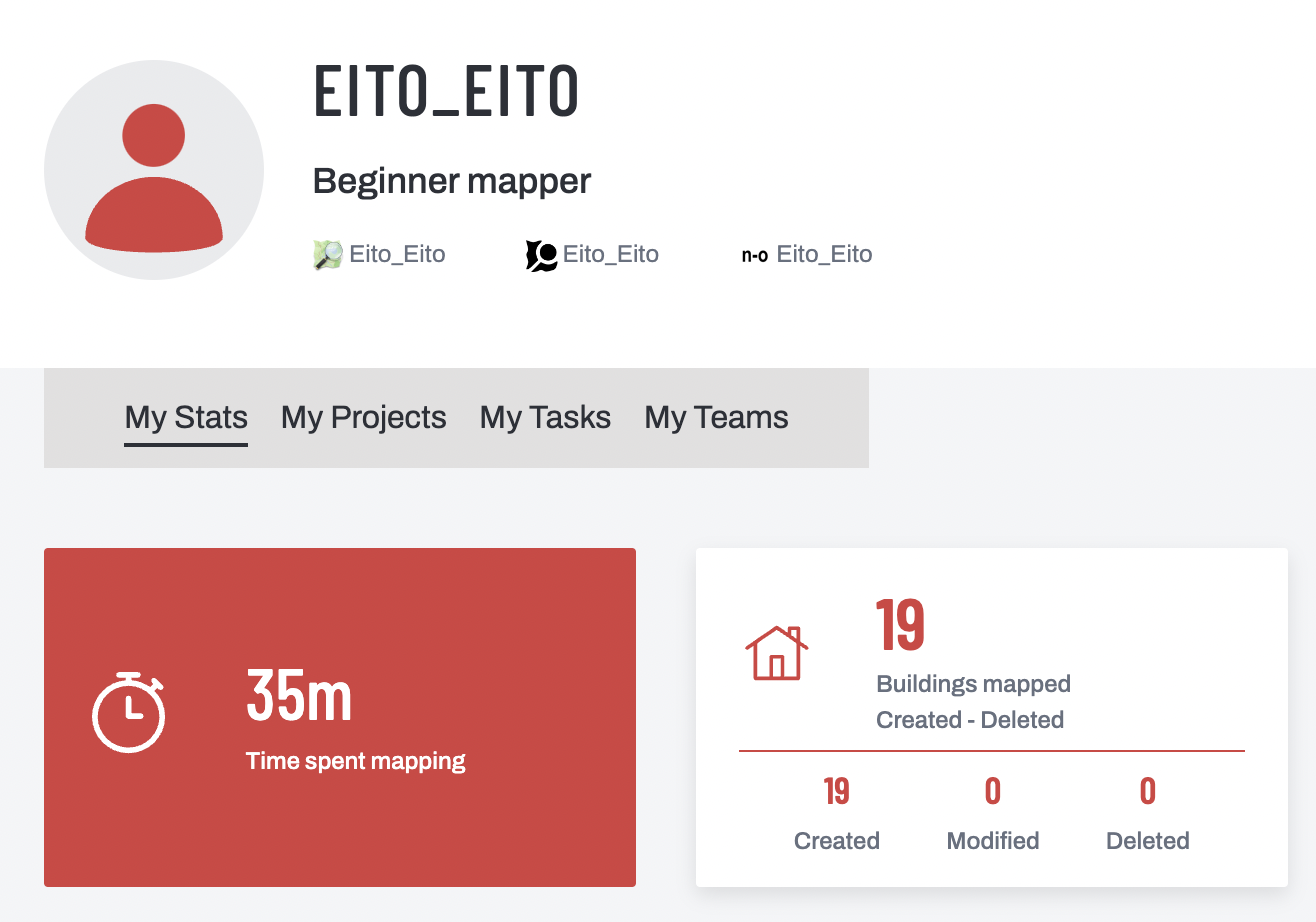 EITO_EITO
Beginner mapper
Eito_Eito Eito_Eito n-o Eito_Eito
My Stats My Projects My Tasks My Teams
35m
Time spent mapping
19
Buildings mapped
Created - Deleted
19 0 0
Created Modified Deleted